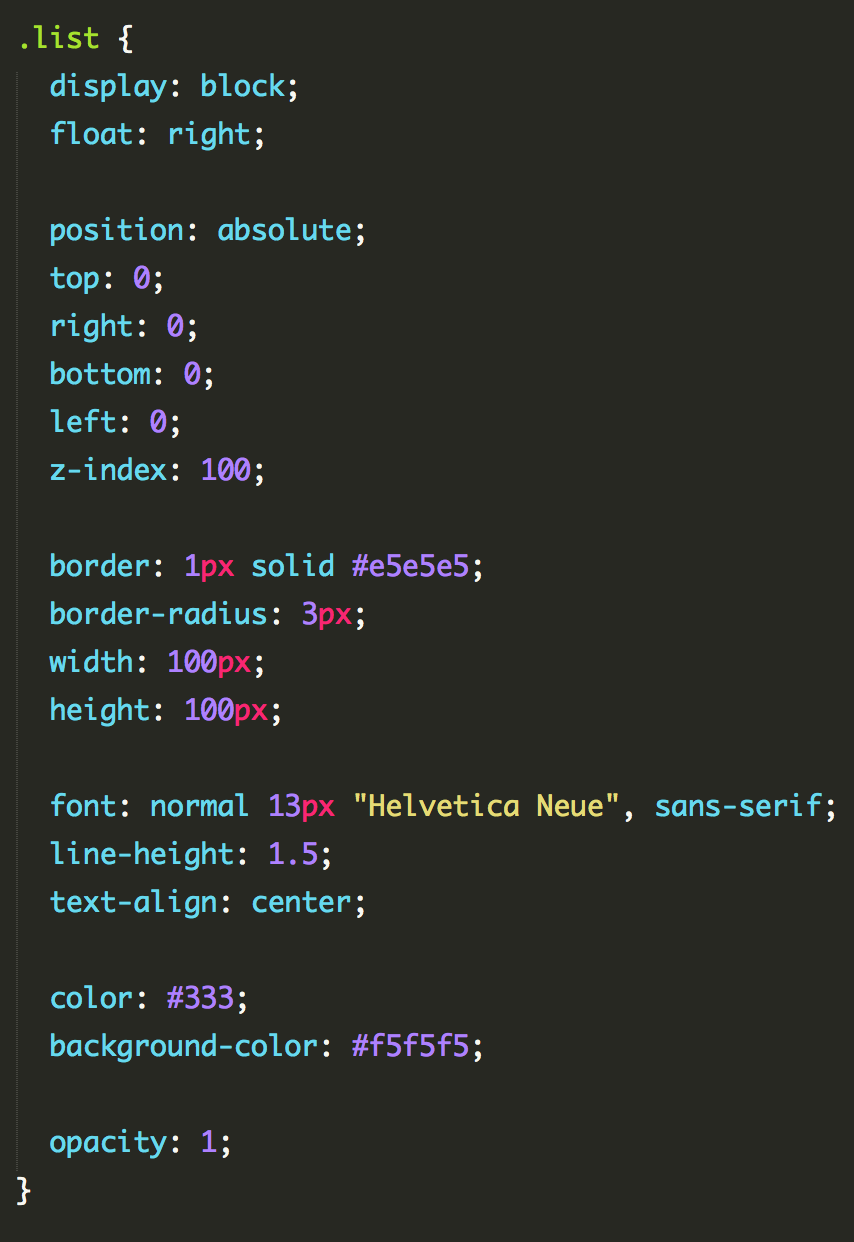 .list {
  display: block;
  float: right;

  position: absolute;
  top: 0;
  right: 0;
  bottom: 0;
  left: 0;
  z-index: 100;

  border: 1px solid #e5e5e5;
  border-radius: 3px;
  width: 100px;
  height: 100px;

  font: normal 13px "Helvetica Neue", sans-serif;
  line-height: 1.5;
  text-align: center;

  color: #333;
  background-color: #f5f5f5;

  opacity: 1;
}